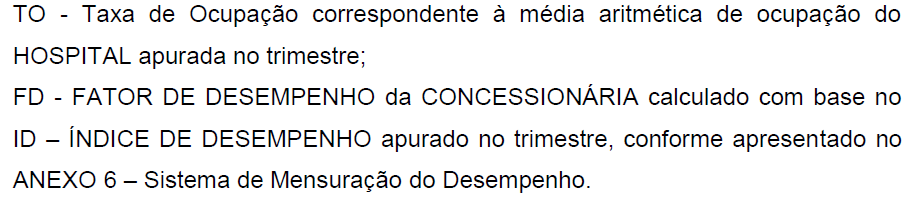 TO - Taxa de Ocupação correspondente à média aritmética de ocupação do
HOSPITAL apurada no trimestre;
FD - FATOR DE DESEMPENHO da CONCESSIONÁRIA calculado com base no
ID – ÍNDICE DE DESEMPENHO apurado no trimestre, conforme apresentado no
ANEXO 6 – Sistema de Mensuração do Desempenho.